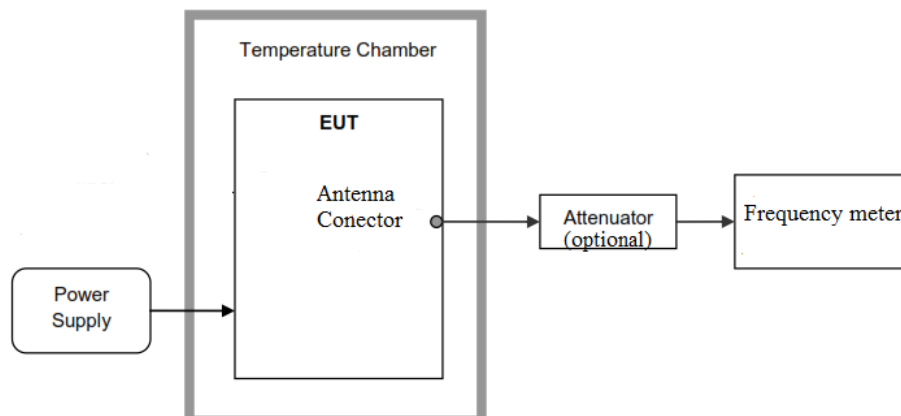 Temperature Chamber
EUT
Antenna
Conector
Attenuator
(optional)
Frequency meter
Power
Supply